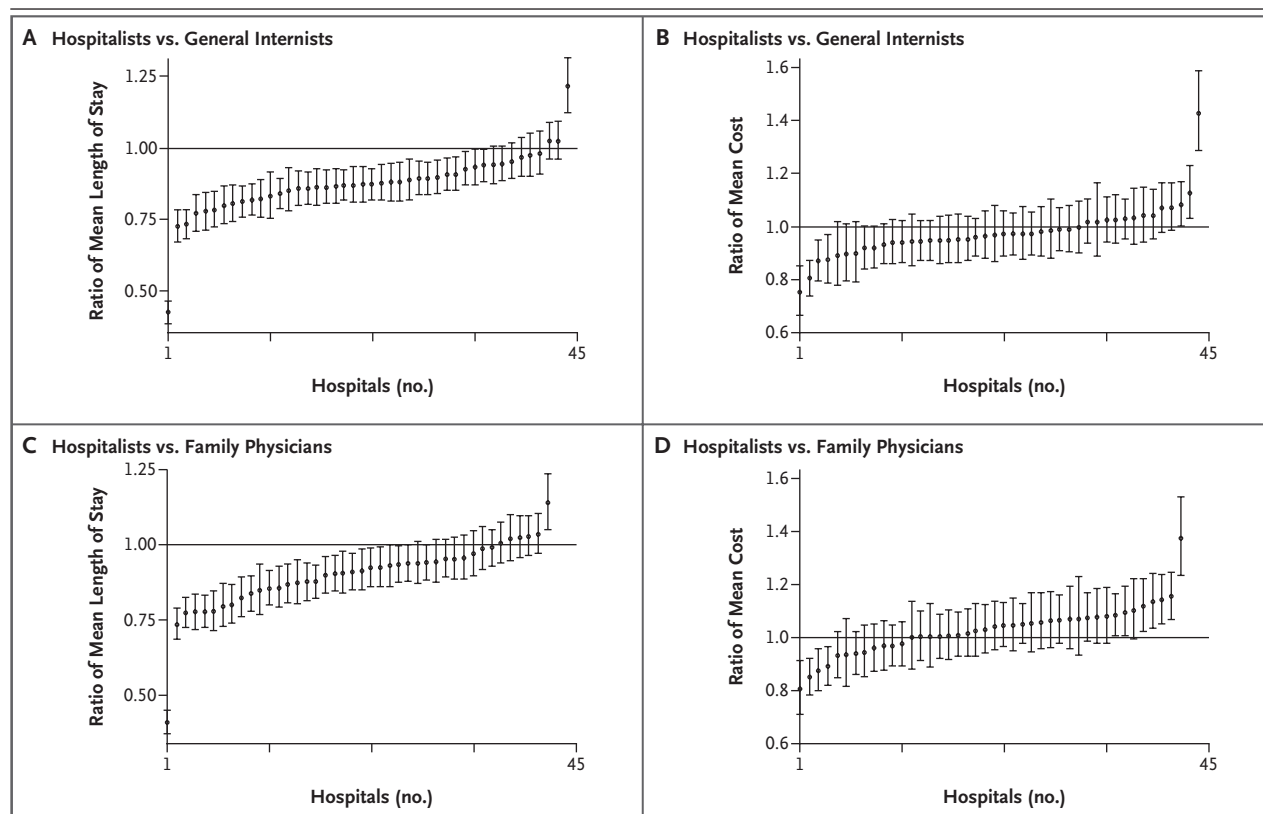 A Hospitalists vs. General Internists
Ratio of Mean Length of Stay
1.25
1.00
0.75
0.50
1
45
Hospitals (no.)
B Hospitalists vs. General Internists
Ratio of Mean Cost
1.6
1.4
1.2
1.0
0.8
0.6
1
45
Hospitals (no.)
C Hospitalists vs. Family Physicians
Ratio of Mean Length of Stay
1.25
1.00
0.75
0.50
1
45
Hospitals (no.)
D Hospitalists vs. Family Physicians
Ratio of Mean Cost
1.6
1.4
1.2
1.0
0.8
0.6
1
45
Hospitals (no.)